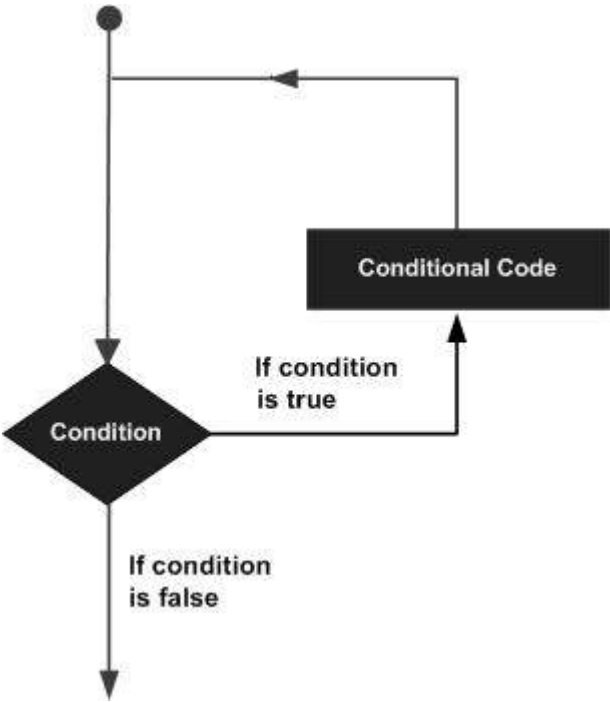 Conditional Code
If condition
is true
Condition
If condition
is false